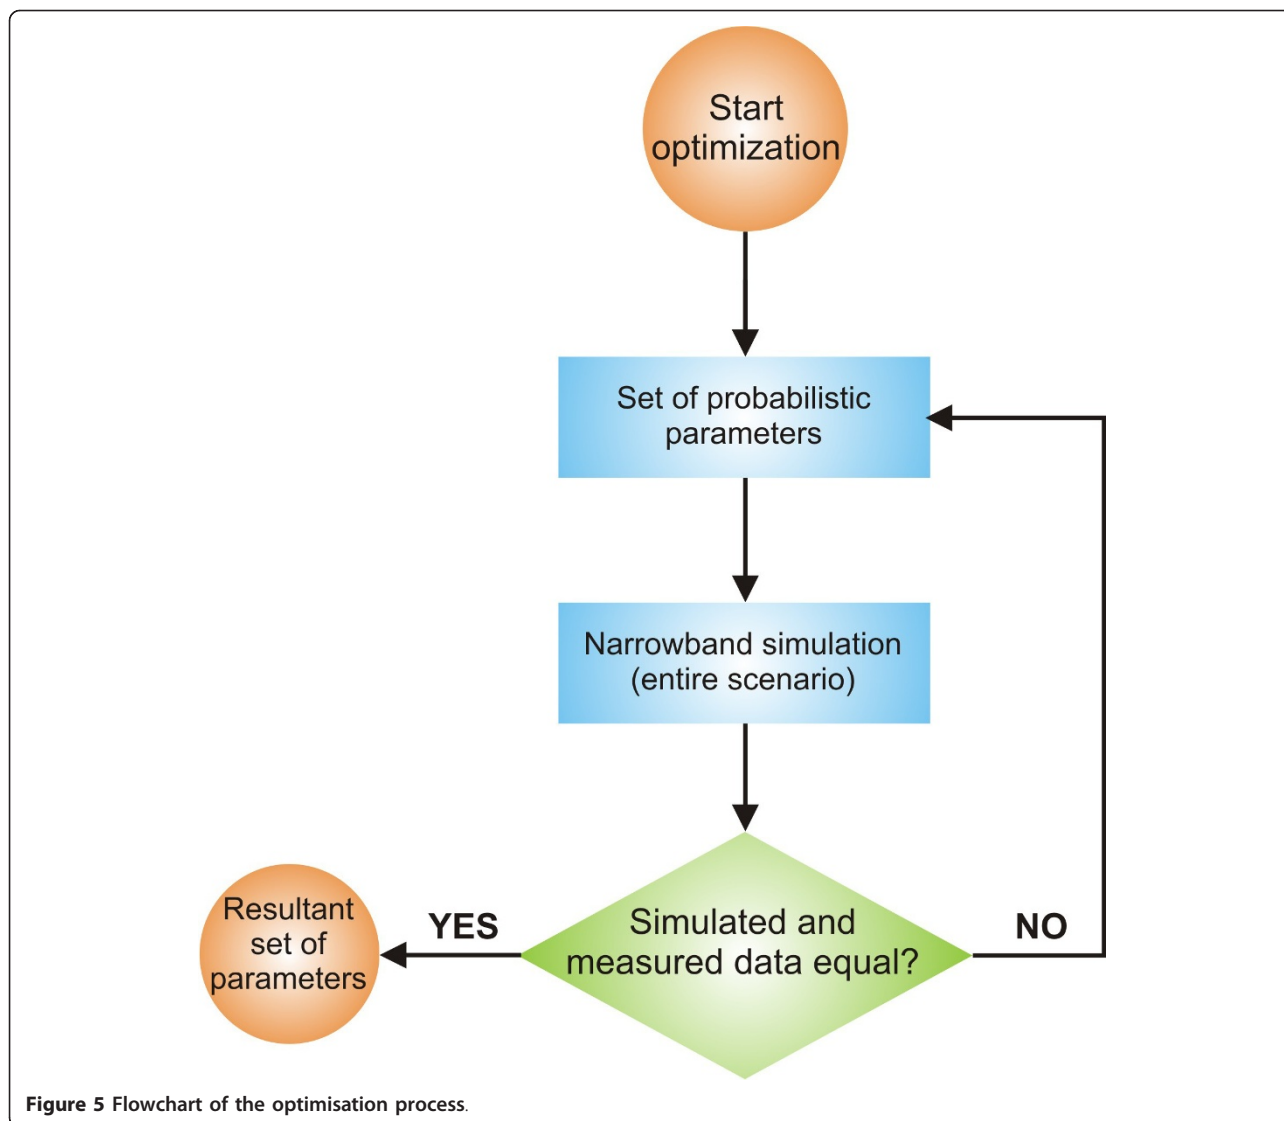 Start
optimization
Set of probabilistic
parameters
Narrowband simulation
(entire scenario)
Simulated and
measured data equal?
YES
NO
Resultant
set of
parameters
Figure 5 Flowchart of the optimisation process.